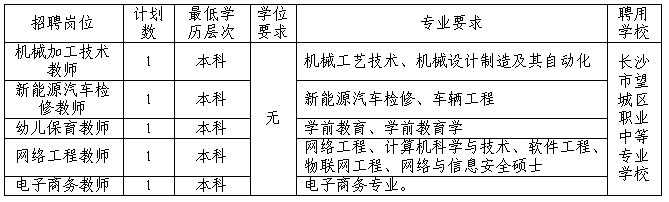 招聘岗位 计划数 最低学历层次 学位要求 专业要求 聘用学校
机械加工技术教师 1 本科 无 机械工艺技术、机械设计制造及其自动化 长沙市望城区职业中等专业学校
新能源汽车检修教师 1 本科 新能源汽车检修、车辆工程
幼儿保育教师 1 本科 学前教育、学前教育学
网络工程教师 1 本科 网络工程、计算机科学与技术、软件工程、
物联网工程、网络与信息安全硕士
电子商务教师 1 本科 电子商务专业。